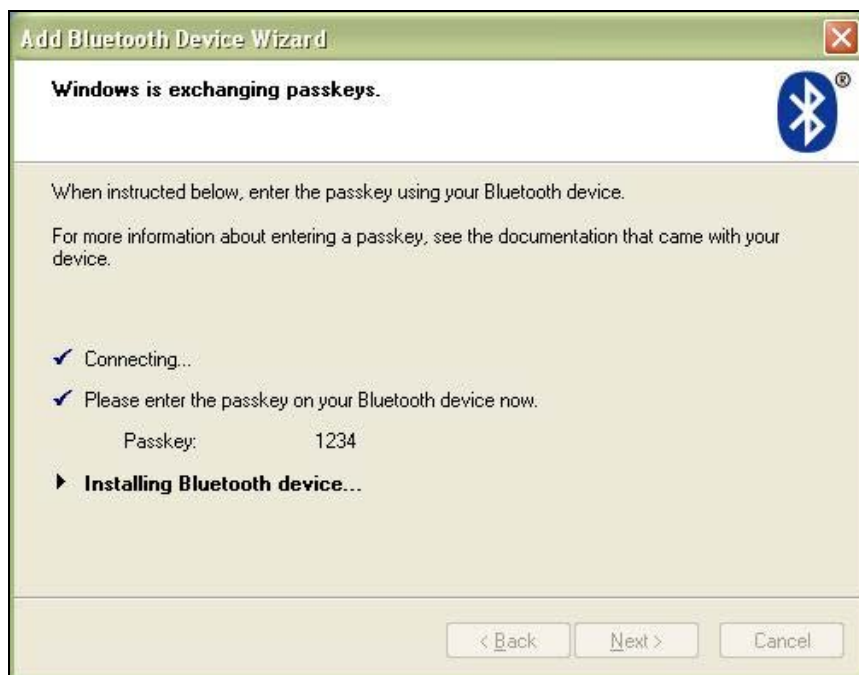 Add Bluetooth Device Wizard
Windows is exchanging passkeys.
®
When instructed below, enter the passkey using your Bluetooth device.
For more information about entering a passkey, see the documentation that came with your
device.
Connecting...
Please enter the passkey on your Bluetooth device now.
Passkey: 1234
Installing Bluetooth device...
< Back Next > Cancel